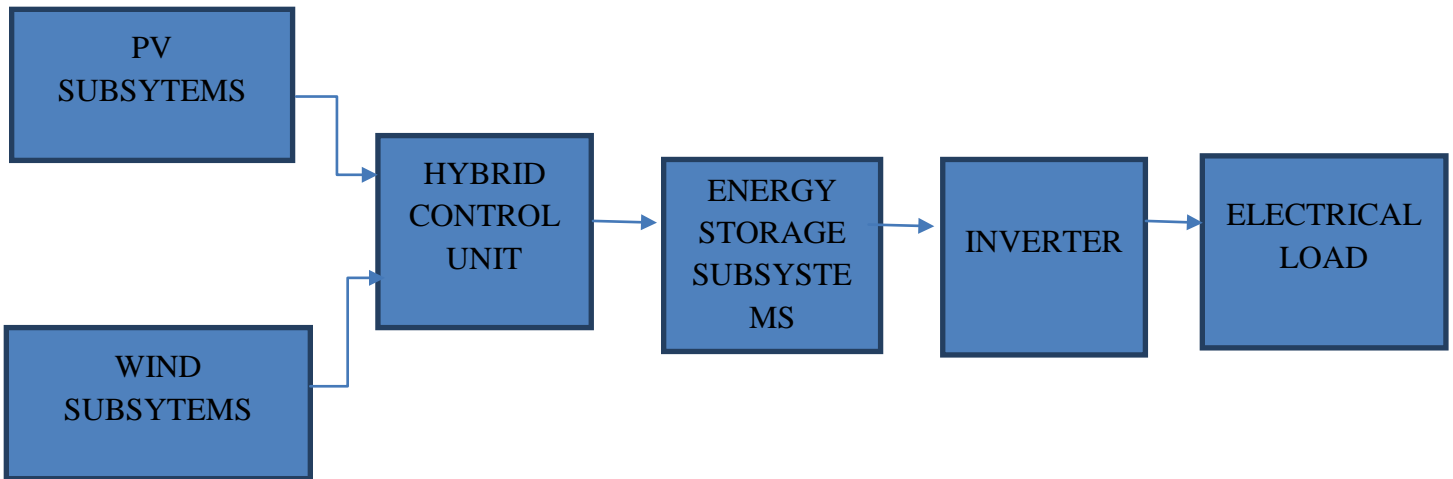 PV
SUBSYTEMS
HYBRID
CONTROL
UNIT
ENERGY
STORAGE
SUBSYSTE
MS
INVERTER
ELECTRICAL
LOAD
WIND
SUBSYTEMS